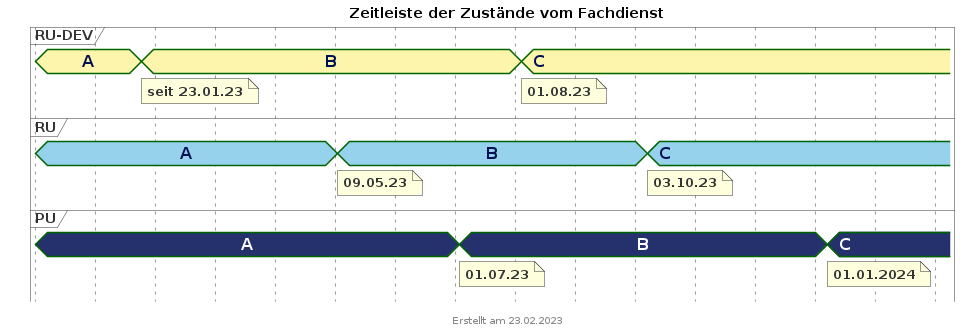 Zeitleiste der Zustände vom Fachdienst
RU-DEV
A B C
seit 23.01.23 01.08.23
RU
A B C
09.05.23 03.10.23
PU
A B C
01.07.23 01.01.2024
Erstellt am 23.02.2023